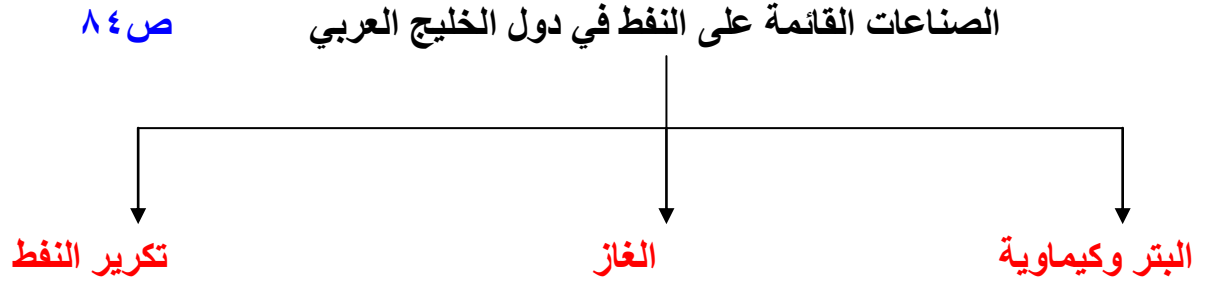 الصناعات القائمة على النفط في دول الخليج العربي ص٨٤
البتر وكيماوية الغاز تكرير النفط